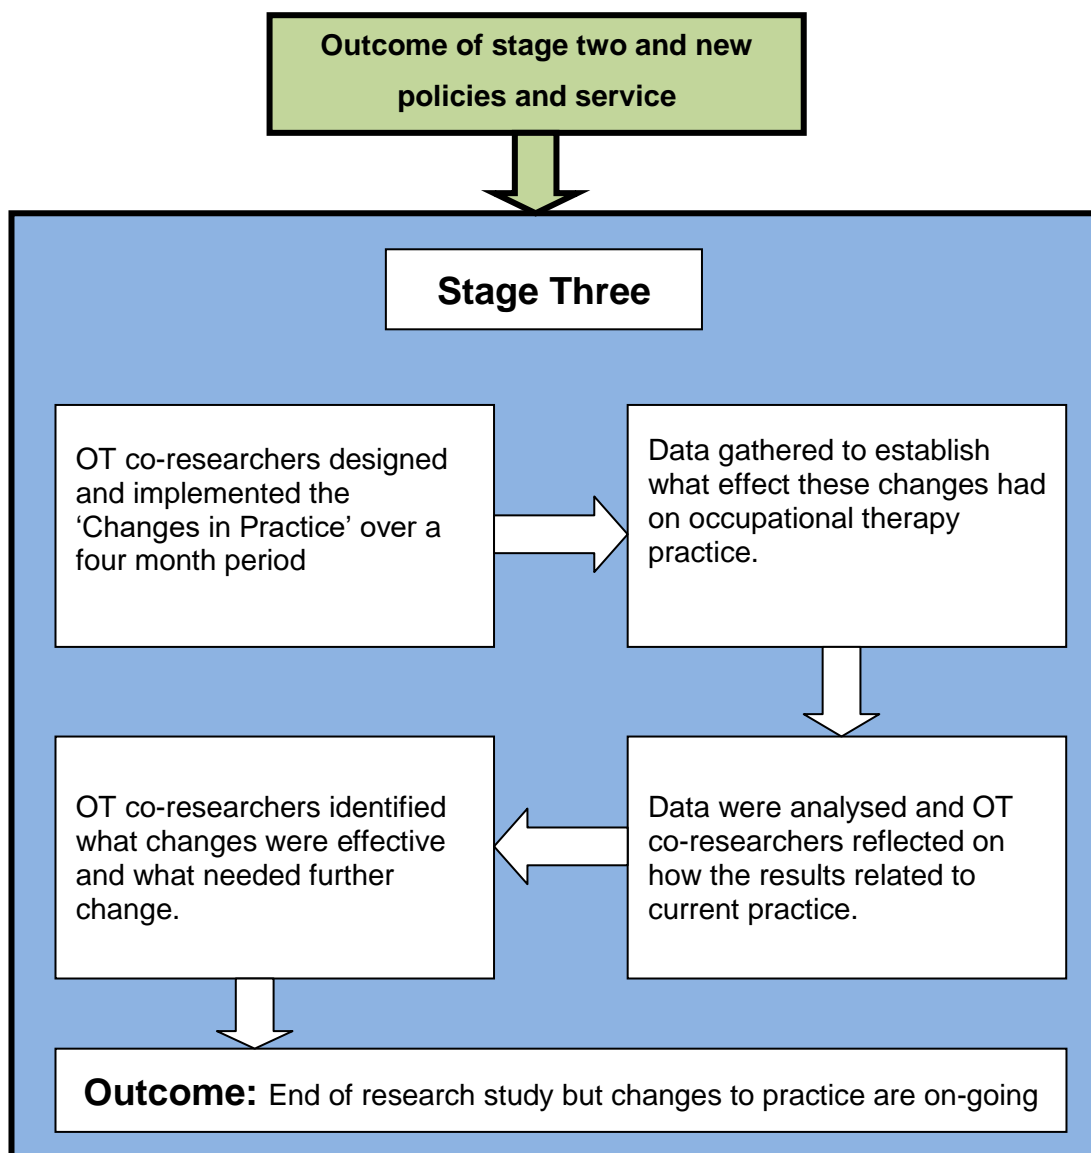 Outcome of stage two and new
policies and service
Stage Three
OT co-researchers designed
and implemented the
‘Changes in Practice’ over a
four month period
Data gathered to establish
what effect these changes had
on occupational therapy
practice.
Data were analysed and OT
co-researchers reflected on
how the results related to
current practice.
OT co-researchers identified
what changes were effective
and what needed further
change.
Outcome: End of research study but changes to practice are on-going